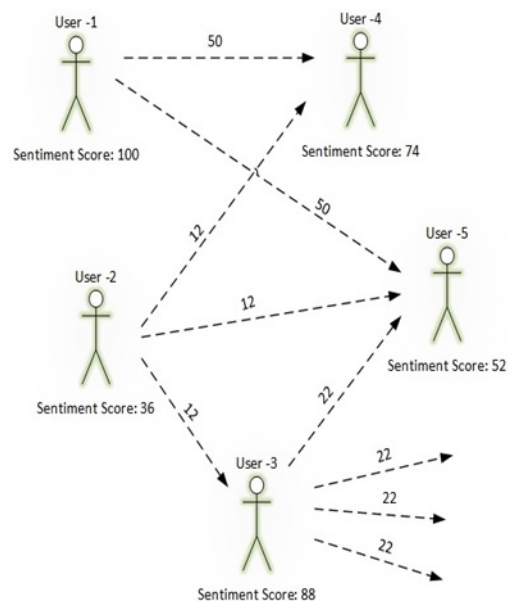 User -1
50
User -4
Sentiment Score: 100
Sentiment Score: 74
12
50
User -5
User -2
12
Sentiment Score: 52
12
22
Sentiment Score: 36
User -3
22
22
22
Sentiment Score: 88